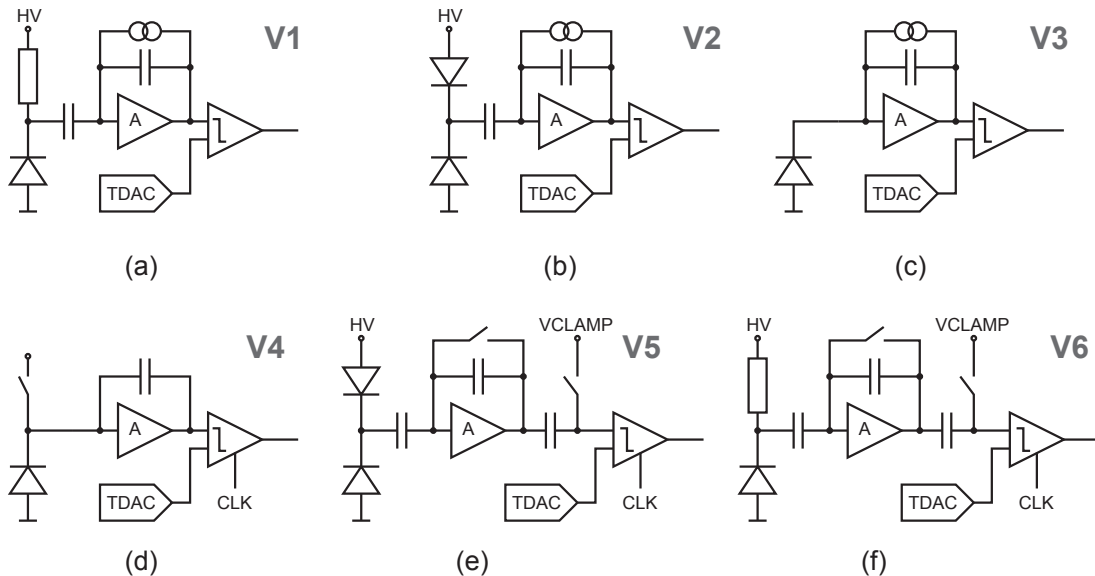 HV
V1
A
TDAC
(a)
HV
V2
A
TDAC
(b)
V3
A
TDAC
(c)
V4
A
TDAC
CLK
(d)
HV
VCLAMP
V5
A
TDAC
CLK
(e)
HV
VCLAMP
V6
A
TDAC
CLK
(f)